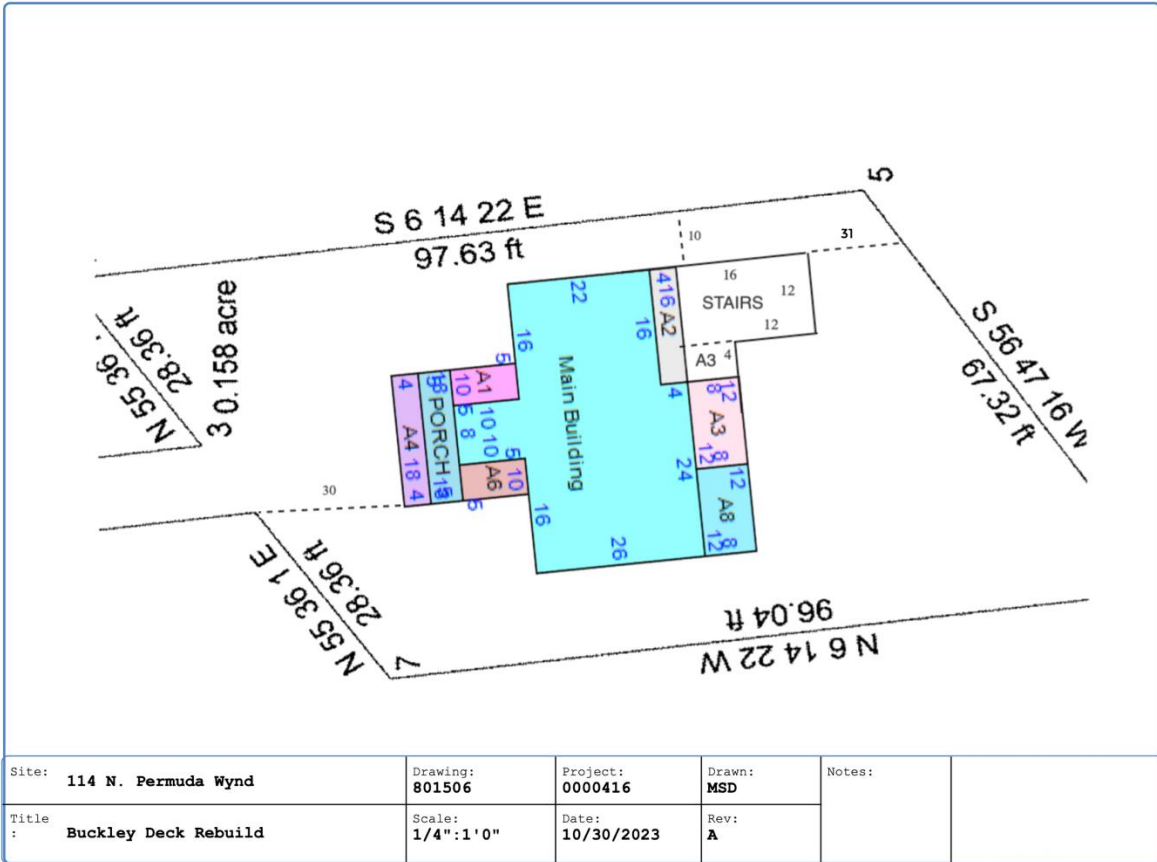 5
S 6 14 22 E
97.63 ft
10
31
16
STAIRS
12
12
S 56 47 16 W
67.32 ft
N 55 36
28.36 ft
3 0.158 acre
22
16
Main Building
16
26
24
4
16
416 A2
A3 4
12
8
A3
8
12
12
A8
8
12
5
A1
10
10
5
8
10
5
10
A6
5
4
A4 18 4
PORCH
30
N 55 36 1 E
28.36 ft
7
96.04 ft
N 6 14 22 W
Site: 114 N. Permuda Wynd
Drawing: 801506
Project: 0000416
Drawn: MSD
Notes:
Title : Buckley Deck Rebuild
Scale: 1/4":1'0"
Date: 10/30/2023
Rev: A